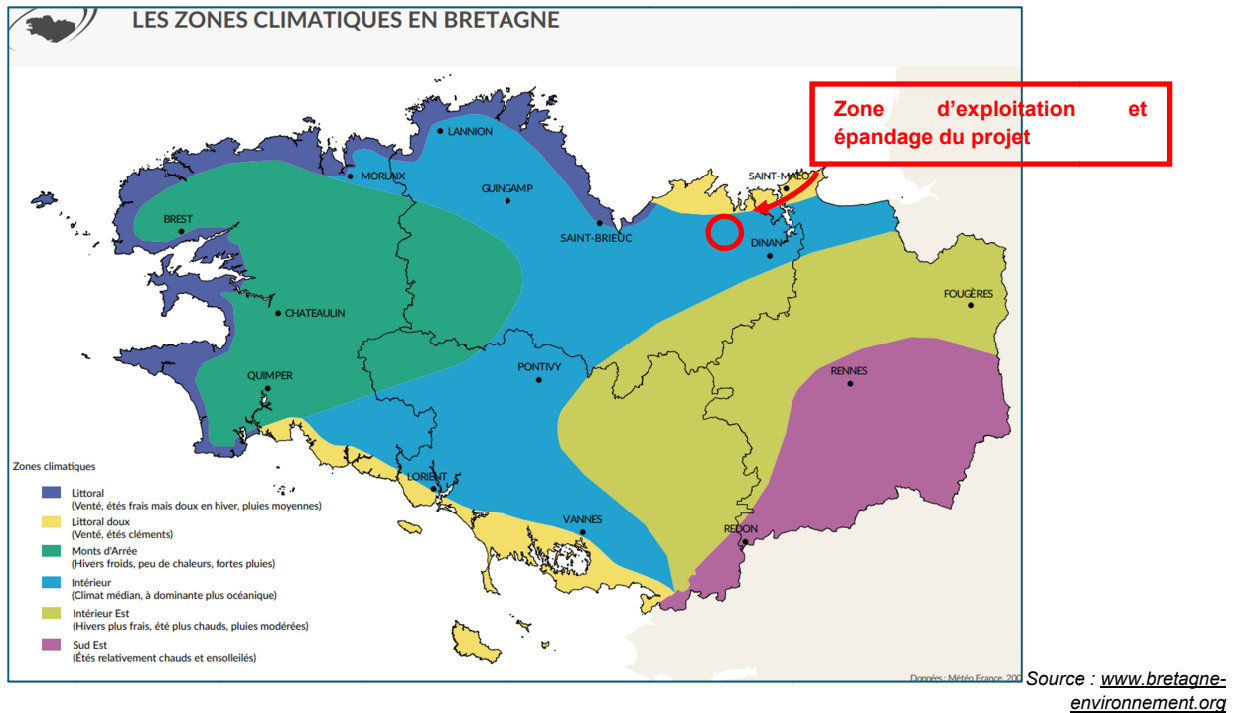 LES ZONES CLIMATIQUES EN BRETAGNE
Zone d'exploitation et
épandage du projet
LANNION
MORLAIX
SAINT-MALO
GUINGAMP
BREST
SAINT-BRIEUC
DINAN
FOUGÈRES
CHATEAULIN
PONTIVY
RENNES
QUIMPER
LORIENT
VANNES
REDON
Zones climatiques
Littoral
(Venté, étés frais mais doux en hiver, pluies moyennes)
Littoral doux
(Venté, étés cléments)
Monts d'Arrée
(Hivers froids, peu de chaleurs, fortes pluies)
Intérieur
(Climat médian, à dominante plus océanique)
Intérieur Est
(Hivers plus frais, été plus chauds, pluies modérées)
Sud Est
(Étés relativement chauds et ensolleilés)
Données : Météo France, 200
Source : www.bretagne-
environnement.org